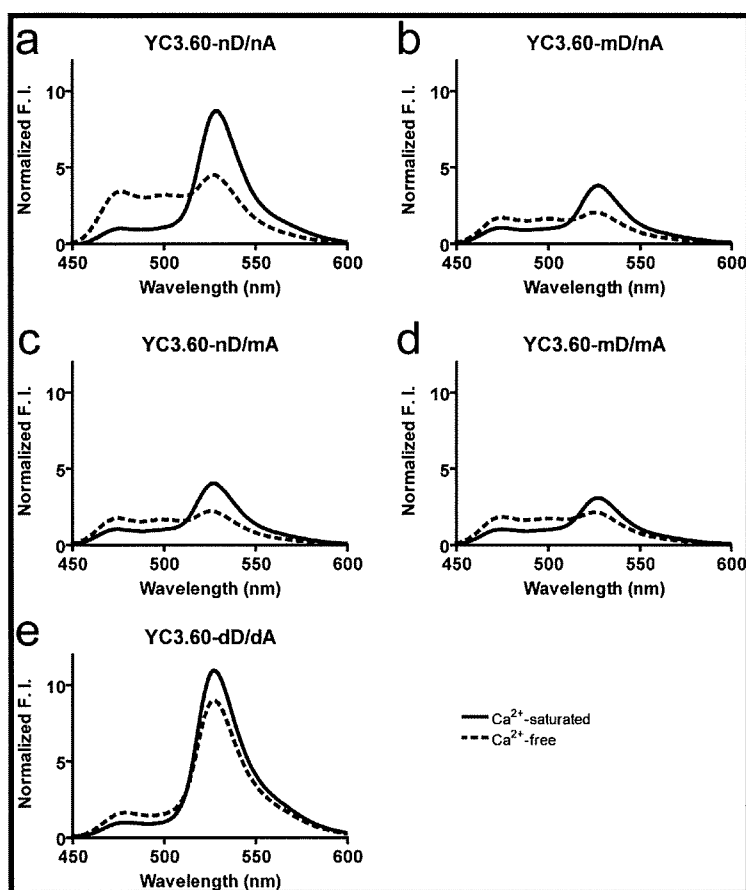 a
YC3.60-nD/nA
Normalized F. I.
10
5
0
450 500 550 600
Wavelength (nm)
b
YC3.60-mD/nA
Normalized F. I.
10
5
0
450 500 550 600
Wavelength (nm)
c
YC3.60-nD/mA
Normalized F. I.
10
5
0
450 500 550 600
Wavelength (nm)
d
YC3.60-mD/mA
Normalized F. I.
10
5
0
450 500 550 600
Wavelength (nm)
e
YC3.60-dD/dA
Normalized F. I.
10
5
0
450 500 550 600
Wavelength (nm)
Ca²⁺-saturated
Ca²⁺-free